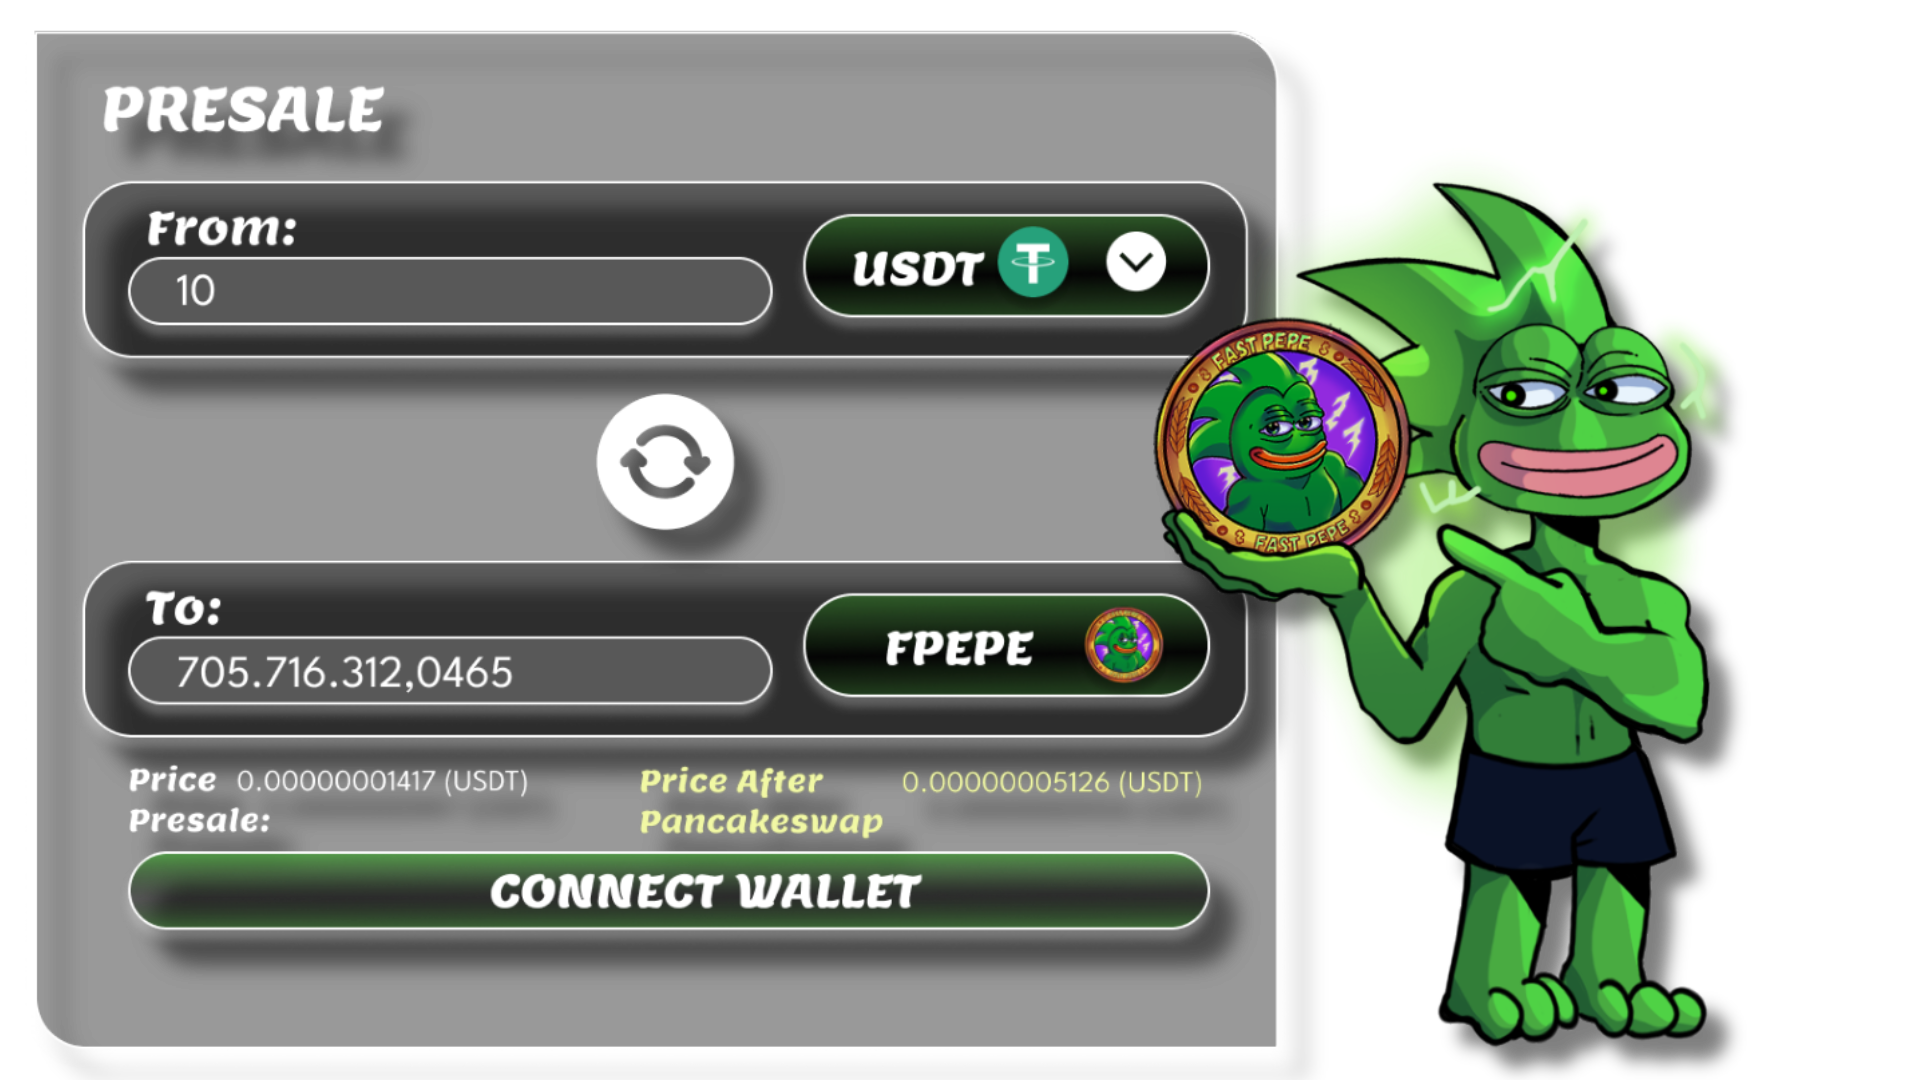 PRESALE
From:
10
USDT
FAST PEPE
FAST PEPE
To:
705.716.312,0465
FPEPE
Price 0.00000001417 (USDT)
Presale:
Price After 0.00000005126 (USDT)
Pancakeswap
CONNECT WALLET